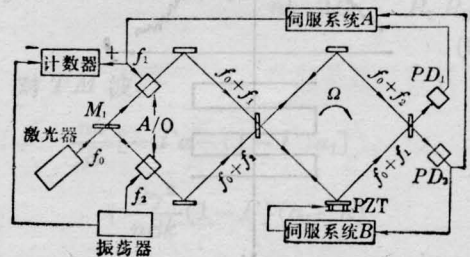 伺服系统A
计数器
+
f₁
f₀+f₁
f₀+f₂
PD₁
M₁
A/O
Ω
激光器
f₀
f₂
f₀+f₂
f₀+f₁
PD₂
PZT
振荡器
伺服系统B